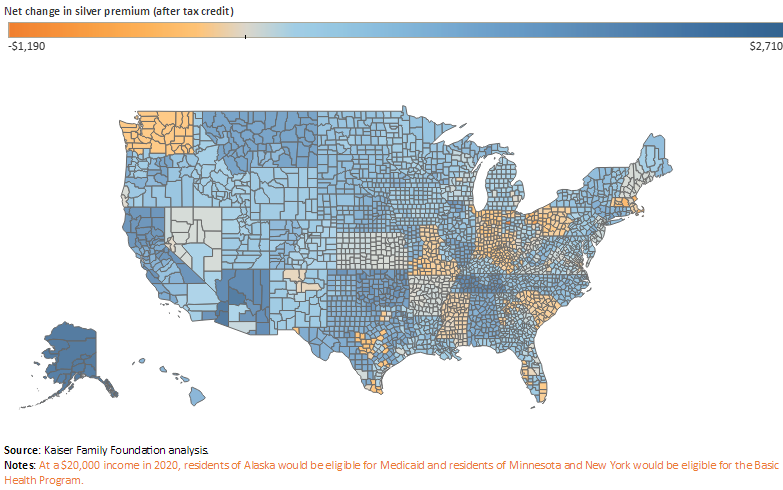 Net change in silver premium (after tax credit)
-$1,190 $2,710
Source: Kaiser Family Foundation analysis.
Notes: At a $20,000 income in 2020, residents of Alaska would be eligible for Medicaid and residents of Minnesota and New York would be eligible for the Basic
Health Program.